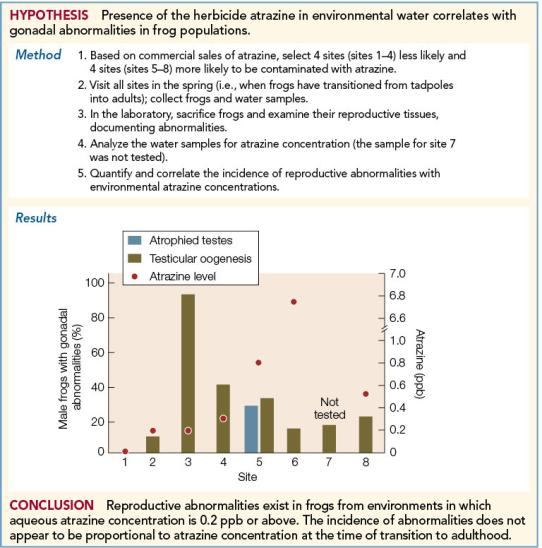 HYPOTHESIS Presence of the herbicide atrazine in environmental water correlates with
gonadal abnormalities in frog populations.
Method
1. Based on commercial sales of atrazine, select 4 sites (sites 1–4) less likely and
4 sites (sites 5–8) more likely to be contaminated with atrazine.
2. Visit all sites in the spring (i.e., when frogs have transitioned from tadpoles
into adults); collect frogs and water samples.
3. In the laboratory, sacrifice frogs and examine their reproductive tissues,
documenting abnormalities.
4. Analyze the water samples for atrazine concentration (the sample for site 7
was not tested).
5. Quantify and correlate the incidence of reproductive abnormalities with
environmental atrazine concentrations.
Results
Atrophied testes
Testicular oogenesis
Atrazine level
Male frogs with gonadal
abnormalities (%)
100
80
60
40
20
0
7.0
6.8
6.6
1.0
0.8
0.6
0.4
0.2
0
Atrazine (ppb)
Not
tested
1 2 3 4 5 6 7 8
Site
CONCLUSION Reproductive abnormalities exist in frogs from environments in which
aqueous atrazine concentration is 0.2 ppb or above. The incidence of abnormalities does not
appear to be proportional to atrazine concentration at the time of transition to adulthood.